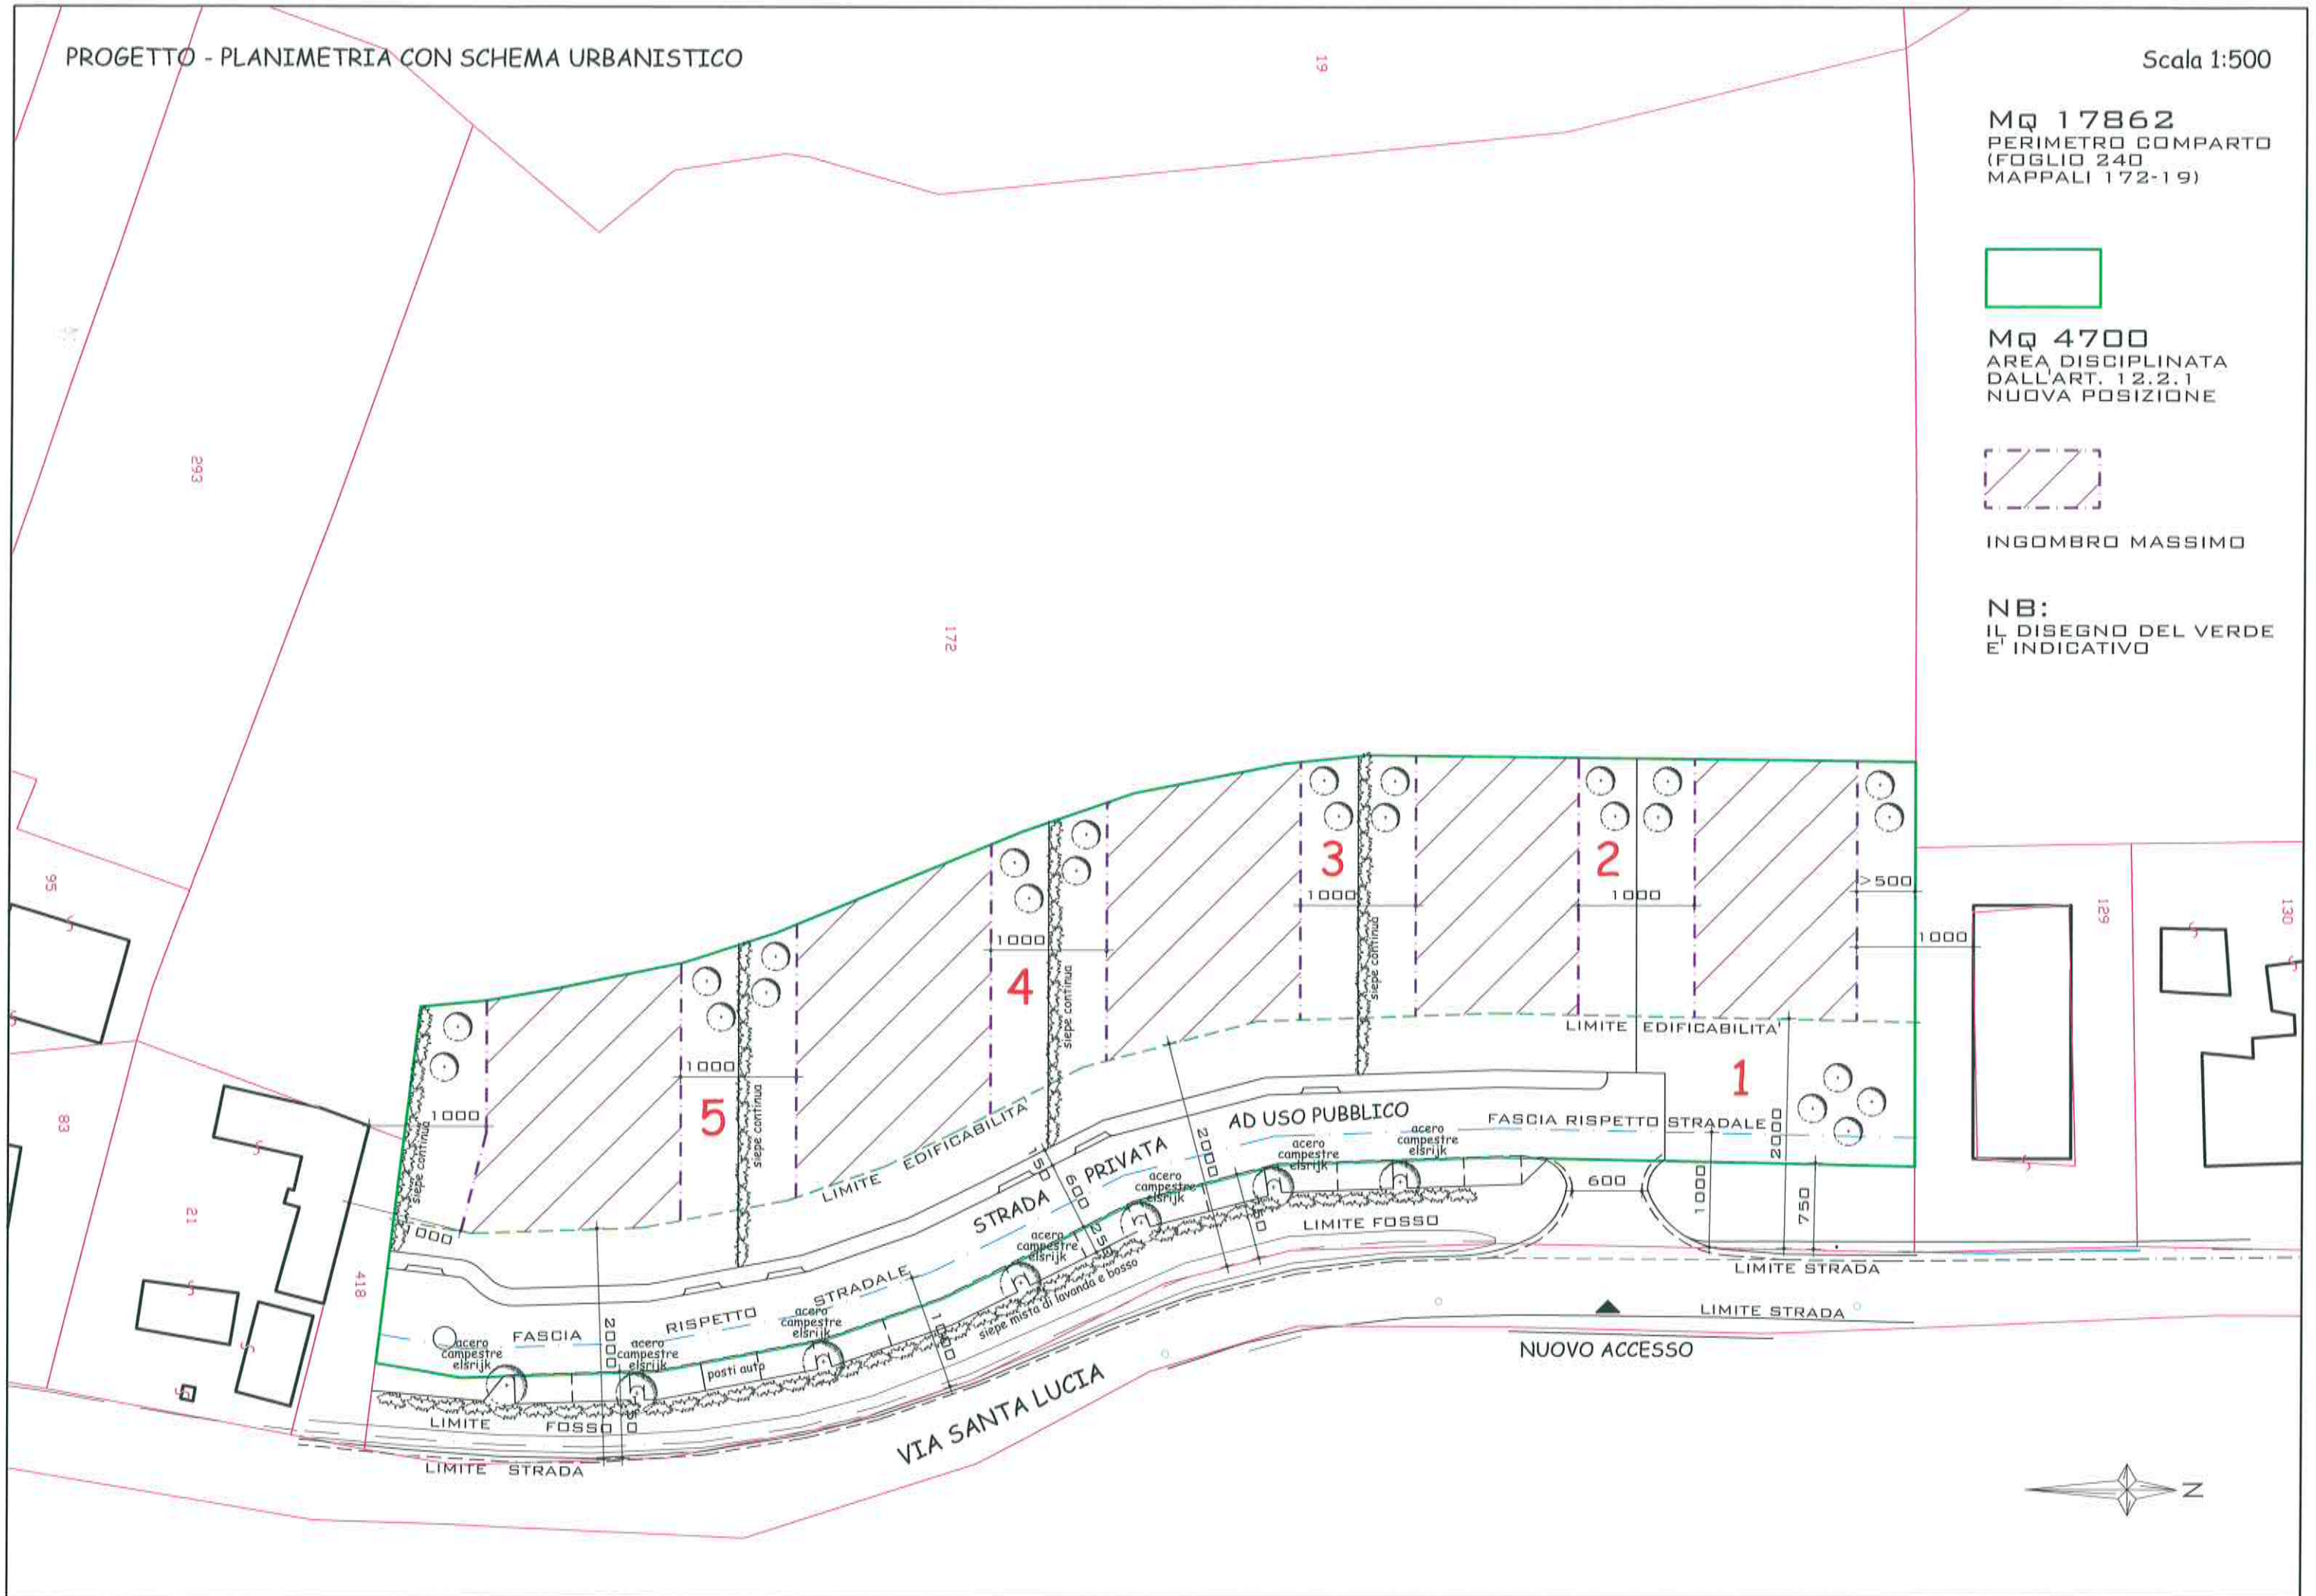 PROGETTO - PLANIMETRIA CON SCHEMA URBANISTICO
Scala 1:500
MQ 17862
PERIMETRO COMPARTO
(FOGLIO 240
MAPPALI 172-19)
MQ 4700
AREA DISCIPLINATA
DALL'ART. 12.2.1
NUOVA POSIZIONE
INGOMBRO MASSIMO
NB:
IL DISEGNO DEL VERDE
E' INDICATIVO
19
293
172
95
83
21
418
129
130
3
2
1
4
5
1000
1000
>500
1000
1000
1000
1000
siepe continua
siepe continua
siepe continua
siepe continua
LIMITE EDIFICABILITA'
LIMITE EDIFICABILITA'
STRADA PRIVATA AD USO PUBBLICO
FASCIA RISPETTO STRADALE
FASCIA RISPETTO STRADALE
2000
2000
2000
1000
750
600
600
250
acero
campestre
elsrijk
acero
campestre
elsrijk
acero
campestre
elsrijk
acero
campestre
elsrijk
acero
campestre
elsrijk
acero
campestre
elsrijk
acero
campestre
elsrijk
posti auto
siepe mista di lavanda e bosso
LIMITE FOSSO
LIMITE FOSSO
LIMITE STRADA
LIMITE STRADA
LIMITE STRADA
NUOVO ACCESSO
VIA SANTA LUCIA
N